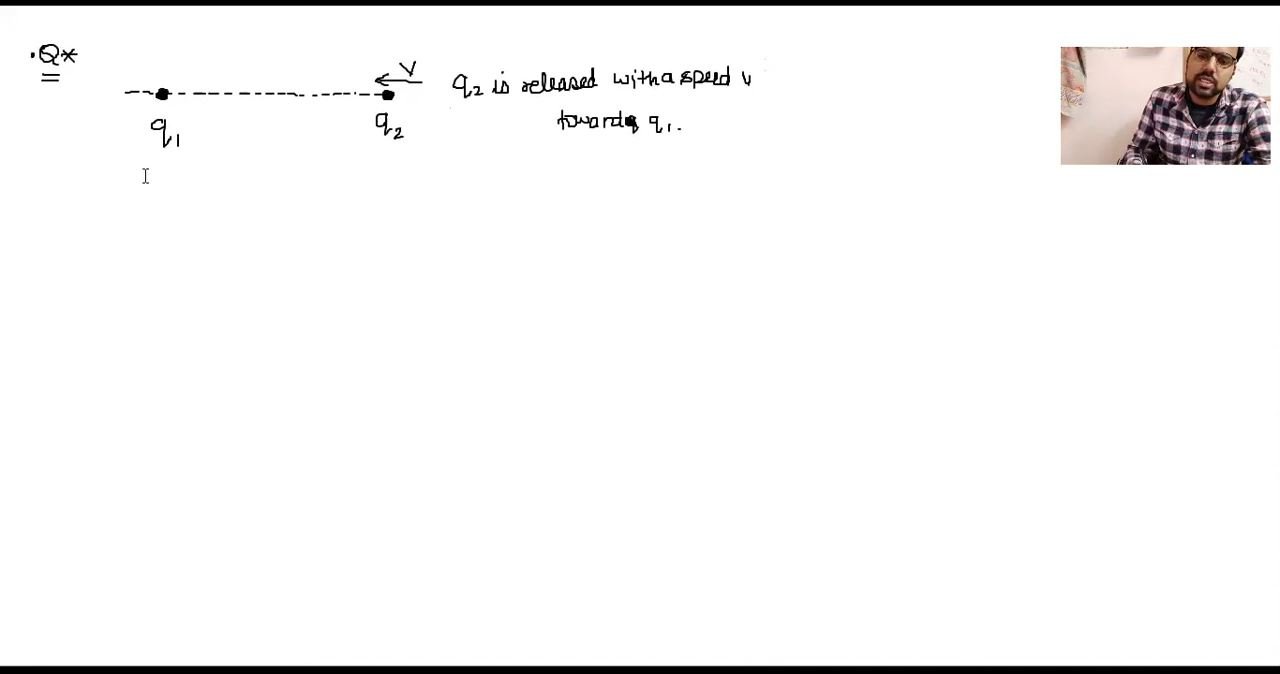 .Q*
V
q₂ is released with a speed v
towards q₁.
q₁
q₂